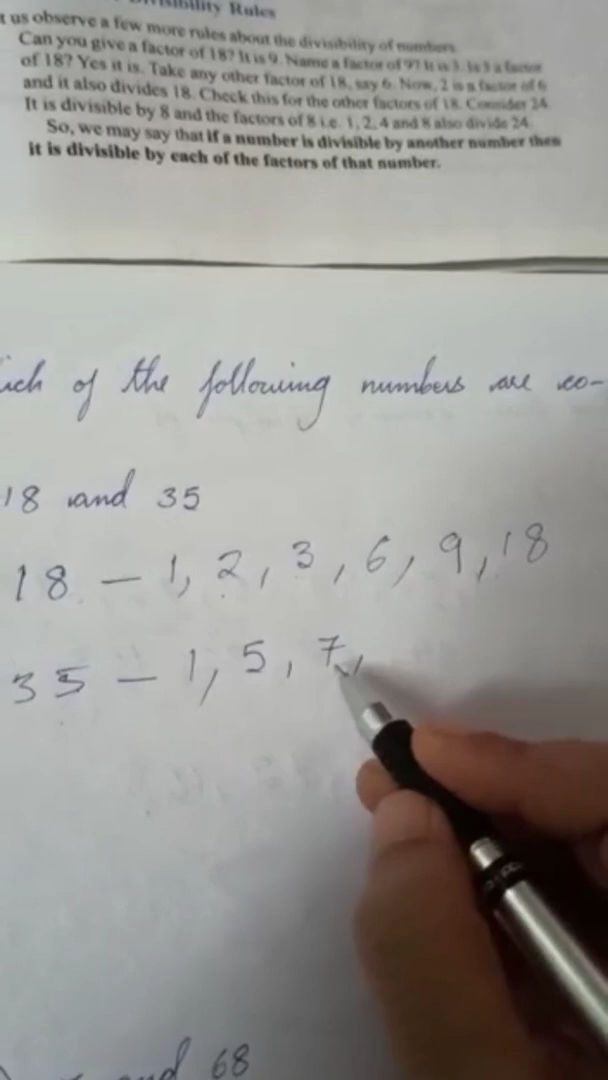 Divisibility Rules
us observe a few more rules about the divisibility of numbers.
Can you give a factor of 18? It is 9. Name a factor of 9? It is 3. Is 3 a factor
of 18? Yes it is. Take any other factor of 18, say 6. Now, 2 is a factor of 6
and it also divides 18. Check this for the other factors of 18. Consider 24.
It is divisible by 8 and the factors of 8 i.e. 1, 2, 4 and 8 also divide 24.
So, we may say that if a number is divisible by another number then
it is divisible by each of the factors of that number.
of the following numbers are co-
18 and 35
18 — 1, 2, 3, 6, 9, 18
35 — 1, 5, 7,
and 68